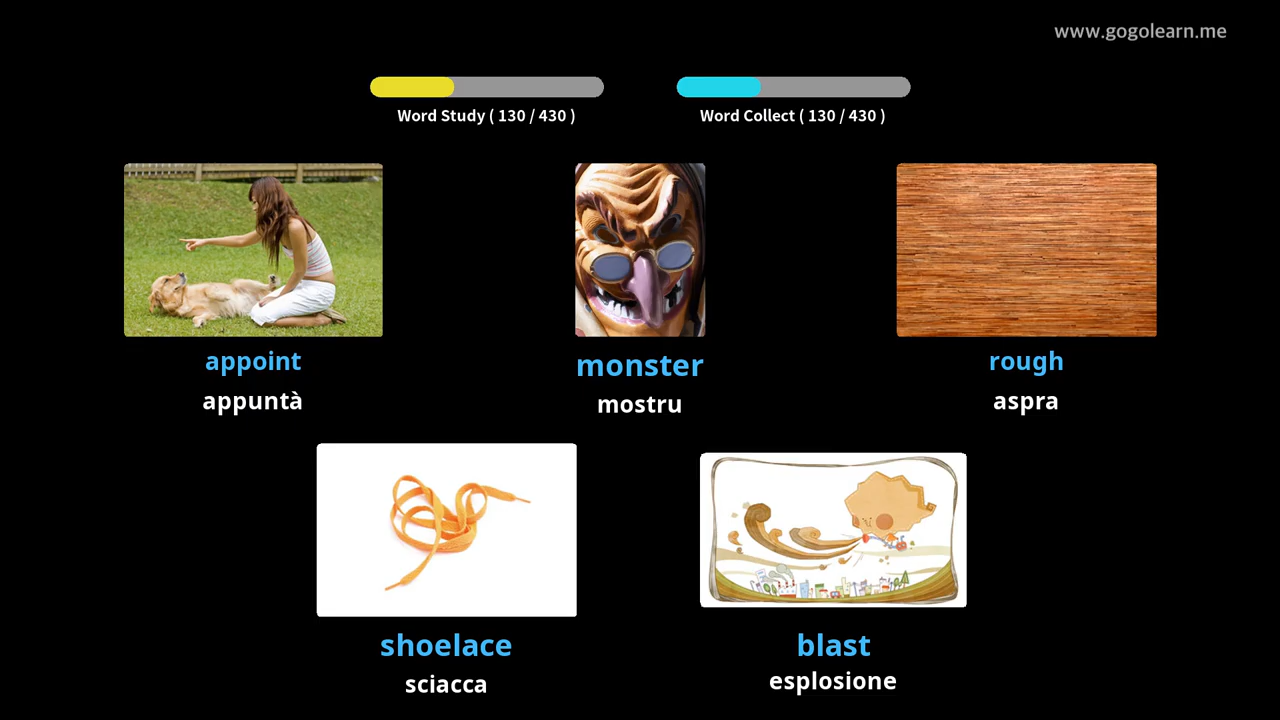 www.gogolearn.me
Word Study ( 130 / 430 )
Word Collect ( 130 / 430 )
appoint
appuntà
monster
mostru
rough
aspra
shoelace
sciacca
blast
esplosione